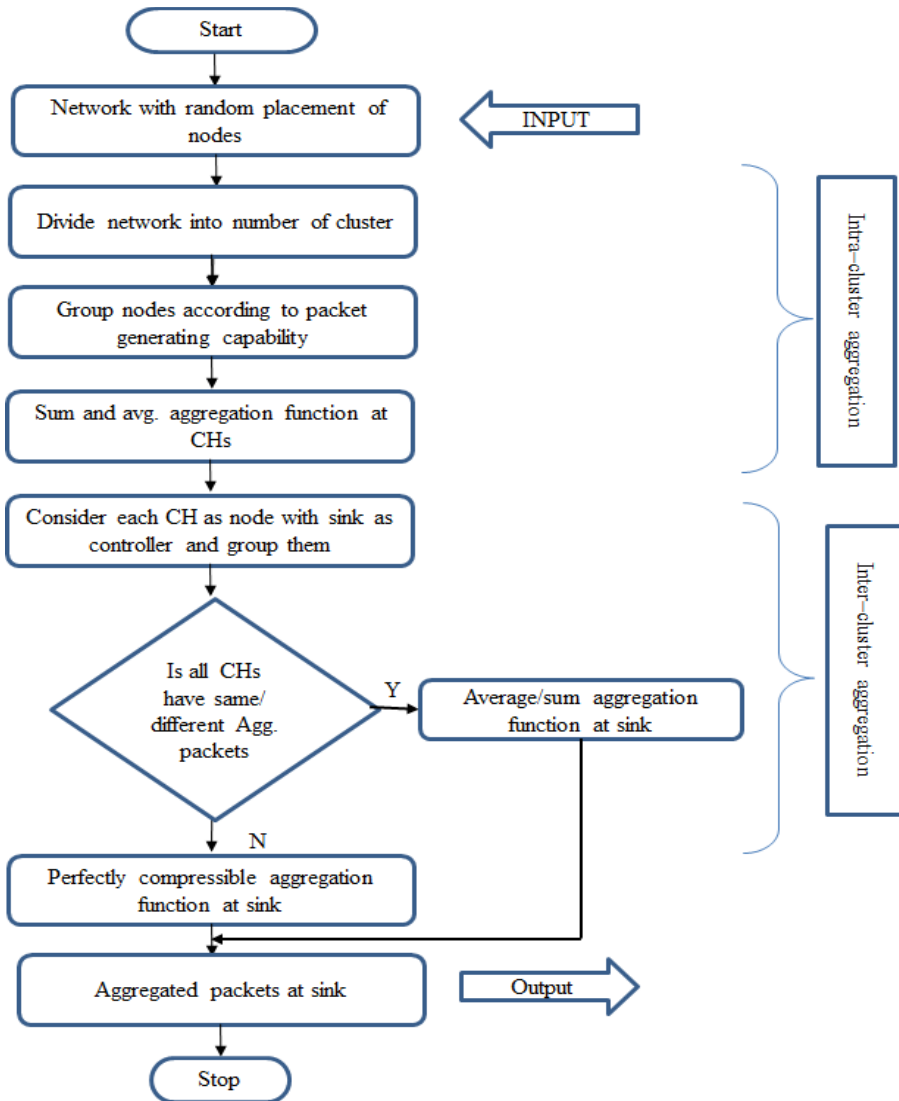 Start
Network with random placement of
nodes
INPUT
Divide network into number of cluster
Group nodes according to packet
generating capability
Sum and avg. aggregation function at
CHs
Intra-cluster aggregation
Consider each CH as node with sink as
controller and group them
Is all CHs
have same/
different Agg.
packets
Y
Average/sum aggregation
function at sink
N
Perfectly compressible aggregation
function at sink
Inter-cluster aggregation
Aggregated packets at sink
Output
Stop